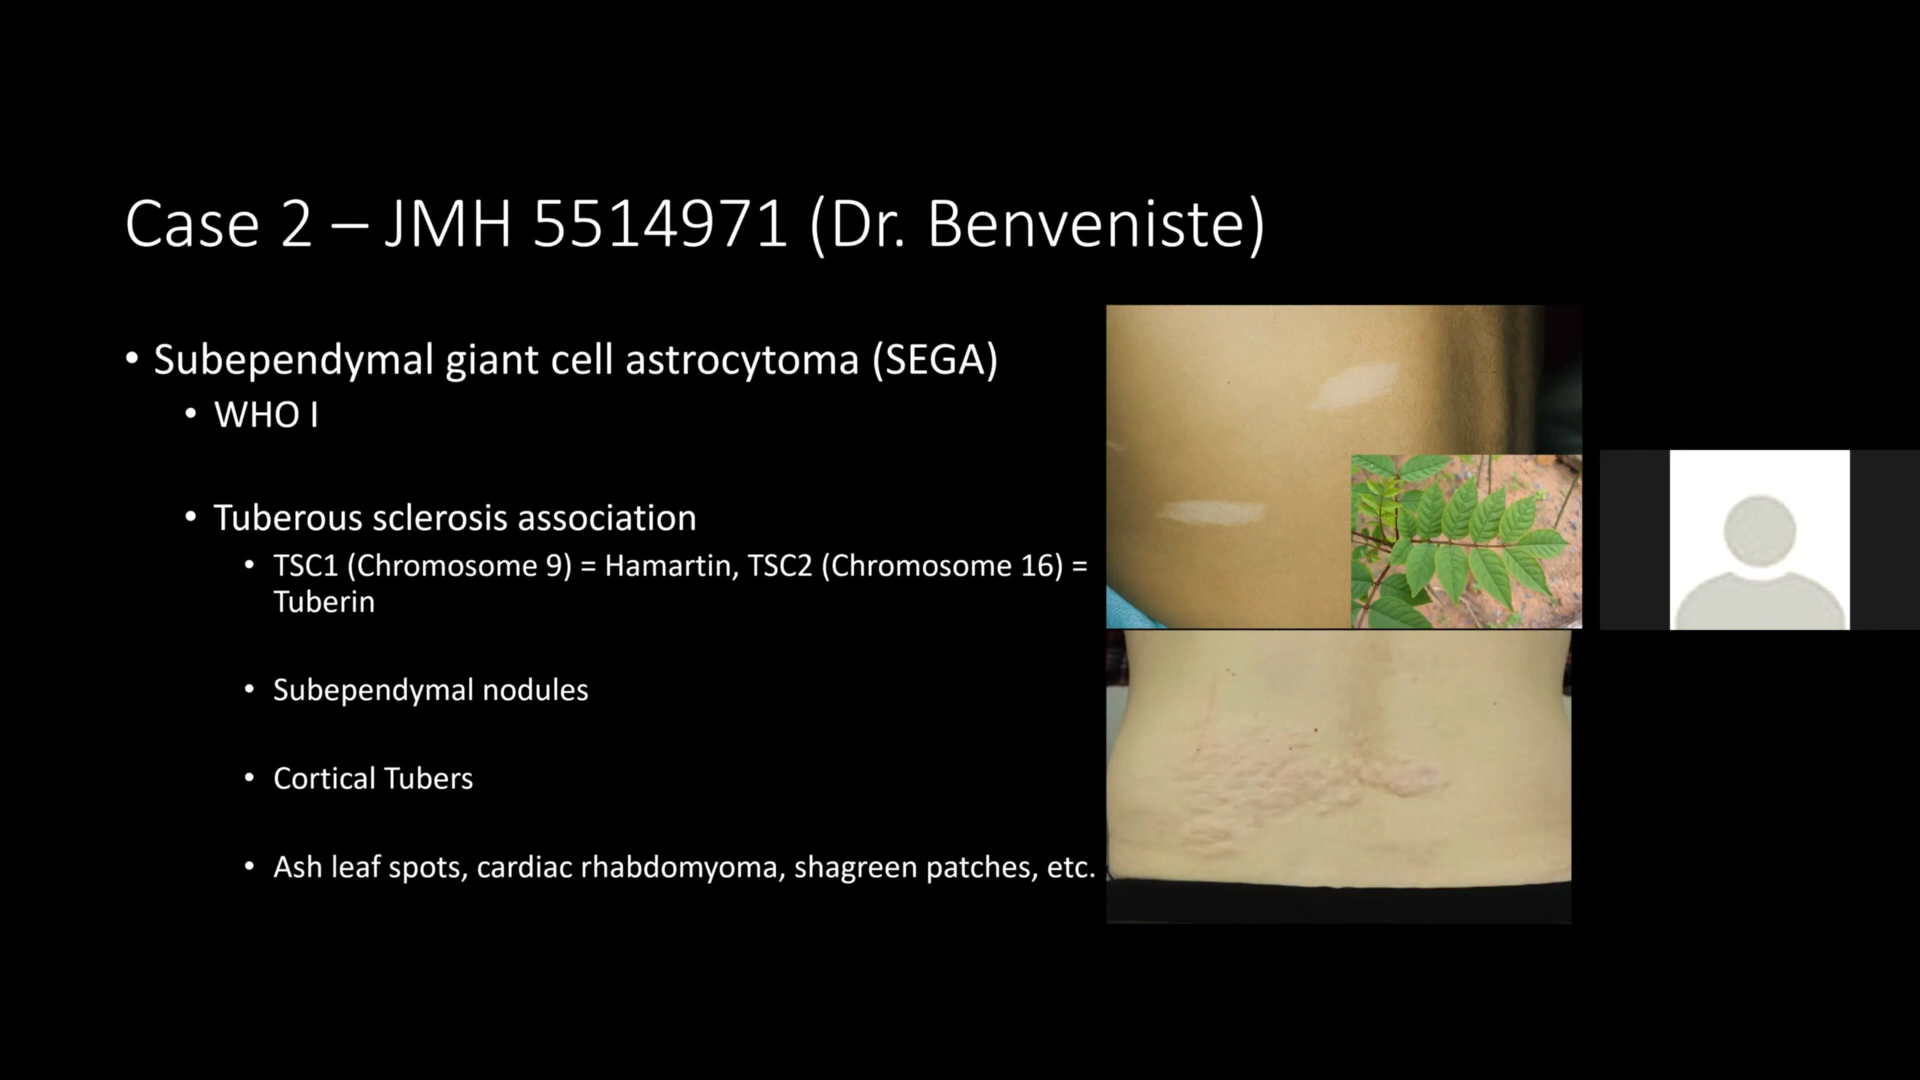 Case 2 – JMH 5514971 (Dr. Benveniste)
• Subependymal giant cell astrocytoma (SEGA)
• WHO I
• Tuberous sclerosis association
• TSC1 (Chromosome 9) = Hamartin, TSC2 (Chromosome 16) =
Tuberin
• Subependymal nodules
• Cortical Tubers
• Ash leaf spots, cardiac rhabdomyoma, shagreen patches, etc.